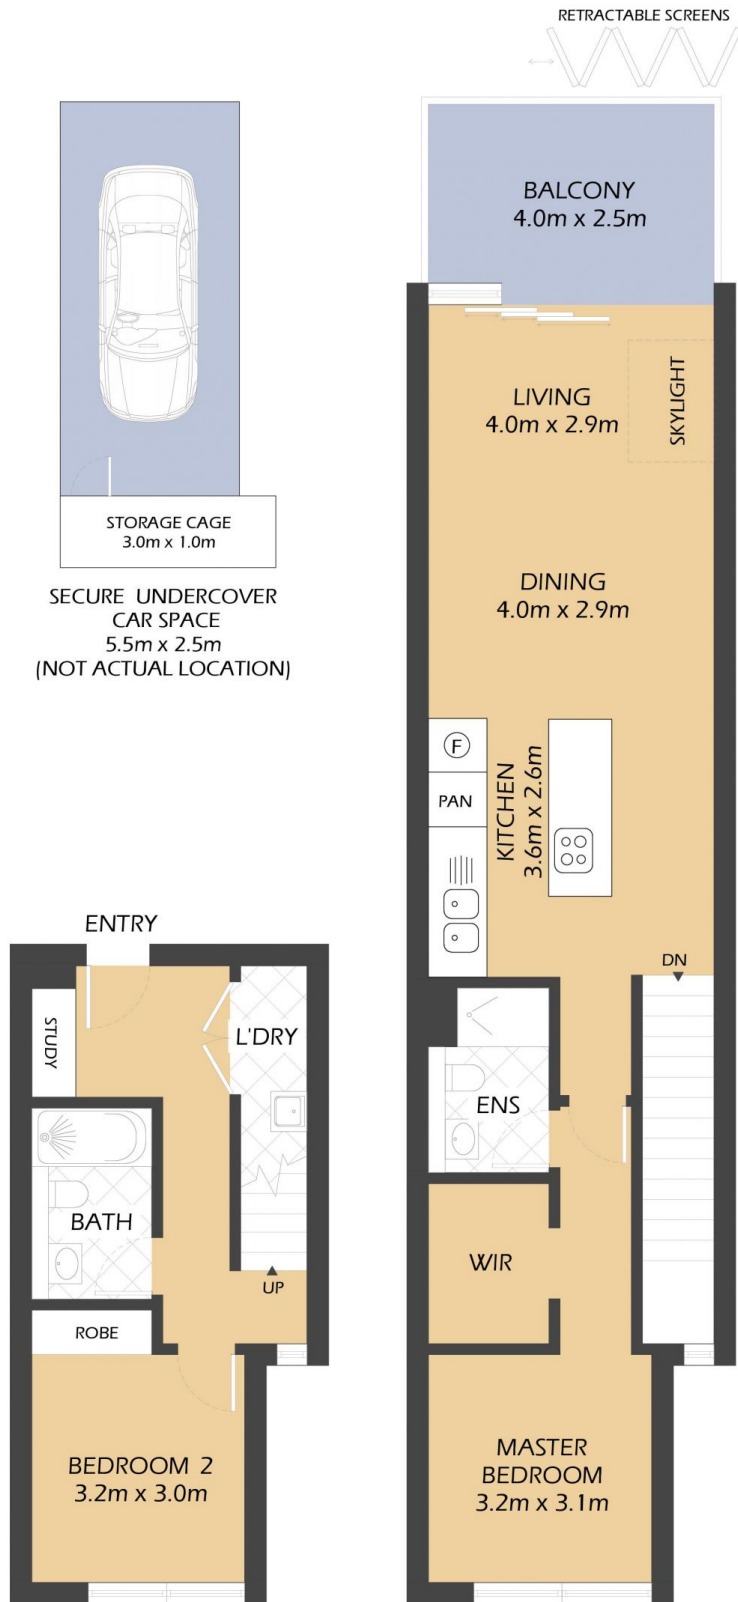 RETRACTABLE SCREENS
BALCONY
4.0m x 2.5m
LIVING
4.0m x 2.9m
SKYLIGHT
DINING
4.0m x 2.9m
STORAGE CAGE
3.0m x 1.0m
SECURE UNDERCOVER
CAR SPACE
5.5m x 2.5m
(NOT ACTUAL LOCATION)
F
PAN
KITCHEN
3.6m x 2.6m
DN
ENS
WIR
MASTER
BEDROOM
3.2m x 3.1m
ENTRY
STUDY
L'DRY
BATH
UP
ROBE
BEDROOM 2
3.2m x 3.0m